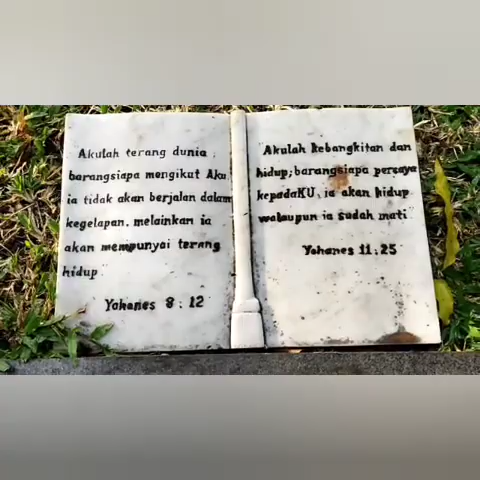 Akulah terang dunia ;
barangsiapa mengikut Aku
ia tidak akan berjalan dalam
kegelapan, melainkan ia
akan mempunyai terang
hidup.
Yohanes 8 : 12
Akulah kebangkitan dan
hidup; barangsiapa percaya
kepadaKU, ia akan hidup
walaupun ia sudah mati.
Yohanes 11 : 25